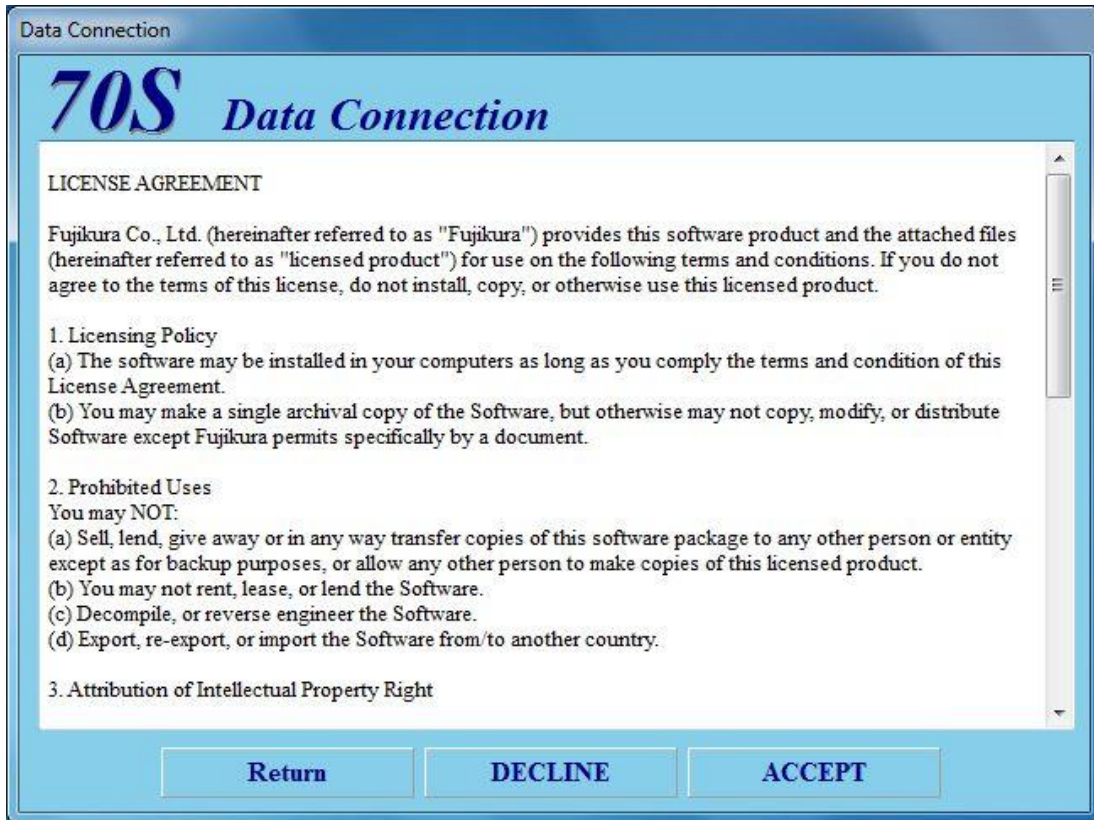 Data Connection
70S Data Connection
LICENSE AGREEMENT
Fujikura Co., Ltd. (hereinafter referred to as "Fujikura") provides this software product and the attached files
(hereinafter referred to as "licensed product") for use on the following terms and conditions. If you do not
agree to the terms of this license, do not install, copy, or otherwise use this licensed product.
1. Licensing Policy
(a) The software may be installed in your computers as long as you comply the terms and condition of this
License Agreement.
(b) You may make a single archival copy of the Software, but otherwise may not copy, modify, or distribute
Software except Fujikura permits specifically by a document.
2. Prohibited Uses
You may NOT:
(a) Sell, lend, give away or in any way transfer copies of this software package to any other person or entity
except as for backup purposes, or allow any other person to make copies of this licensed product.
(b) You may not rent, lease, or lend the Software.
(c) Decompile, or reverse engineer the Software.
(d) Export, re-export, or import the Software from/to another country.
3. Attribution of Intellectual Property Right
Return DECLINE ACCEPT